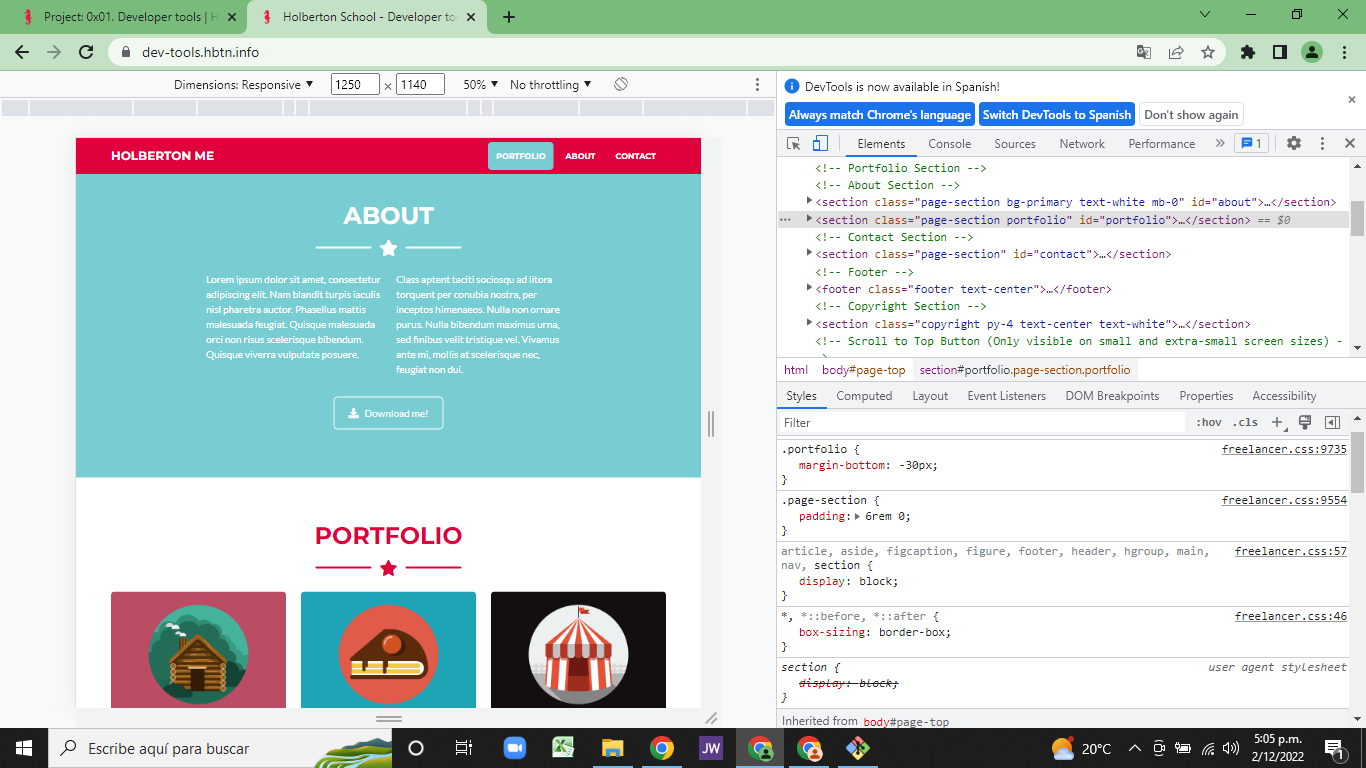 Project: 0x01. Developer tools | H
Holberton School - Developer to
dev-tools.hbtn.info
Dimensions: Responsive
1250 x 1140
50%
No throttling
HOLBERTON ME
PORTFOLIO
ABOUT
CONTACT
ABOUT
Lorem ipsum dolor sit amet, consectetur
adipiscing elit. Nam blandit turpis iaculis
nisl pharetra auctor. Phasellus mattis
malesuada feugiat. Quisque malesuada
orci non risus scelerisque bibendum.
Quisque viverra vulputate posuere.
Class aptent taciti sociosqu ad litora
torquent per conubia nostra, per
inceptos himenaeos. Nulla non ornare
purus. Nulla bibendum maximus urna,
sed finibus velit tristique vel. Vivamus
ante mi, mollis at scelerisque nec,
feugiat non dui.
Download me!
PORTFOLIO
DevTools is now available in Spanish!
Always match Chrome's language
Switch DevTools to Spanish
Don't show again
Elements
Console
Sources
Network
Performance
»
1
<!-- Portfolio Section -->
<!-- About Section -->
<section class="page-section bg-primary text-white mb-0" id="about">…</section>
<section class="page-section portfolio" id="portfolio">…</section> == $0
<!-- Contact Section -->
<section class="page-section" id="contact">…</section>
<!-- Footer -->
<footer class="footer text-center">…</footer>
<!-- Copyright Section -->
<section class="copyright py-4 text-center text-white">…</section>
<!-- Scroll to Top Button (Only visible on small and extra-small screen sizes) -
html
body#page-top
section#portfolio.page-section.portfolio
Styles
Computed
Layout
Event Listeners
DOM Breakpoints
Properties
Accessibility
Filter
:hov
.cls
.portfolio {
freelancer.css:9735
margin-bottom: -30px;
}
.page-section {
freelancer.css:9554
padding: 6rem 0;
}
article, aside, figcaption, figure, footer, header, hgroup, main,
freelancer.css:57
nav, section {
display: block;
}
*, *::before, *::after {
freelancer.css:46
box-sizing: border-box;
}
section {
user agent stylesheet
display: block;
}
Inherited from body#page-top
Escribe aquí para buscar
JW
20°C
5:05 p.m.
2/12/2022
1